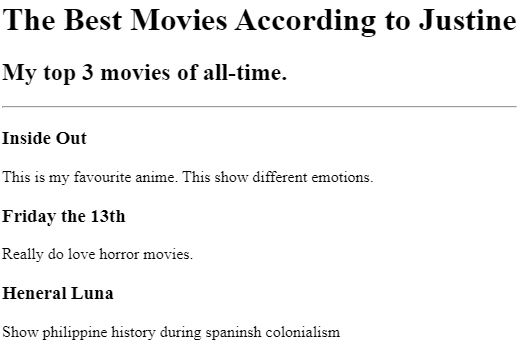 The Best Movies According to Justine
My top 3 movies of all-time.
Inside Out
This is my favourite anime. This show different emotions.
Friday the 13th
Really do love horror movies.
Heneral Luna
Show philippine history during spaninsh colonialism